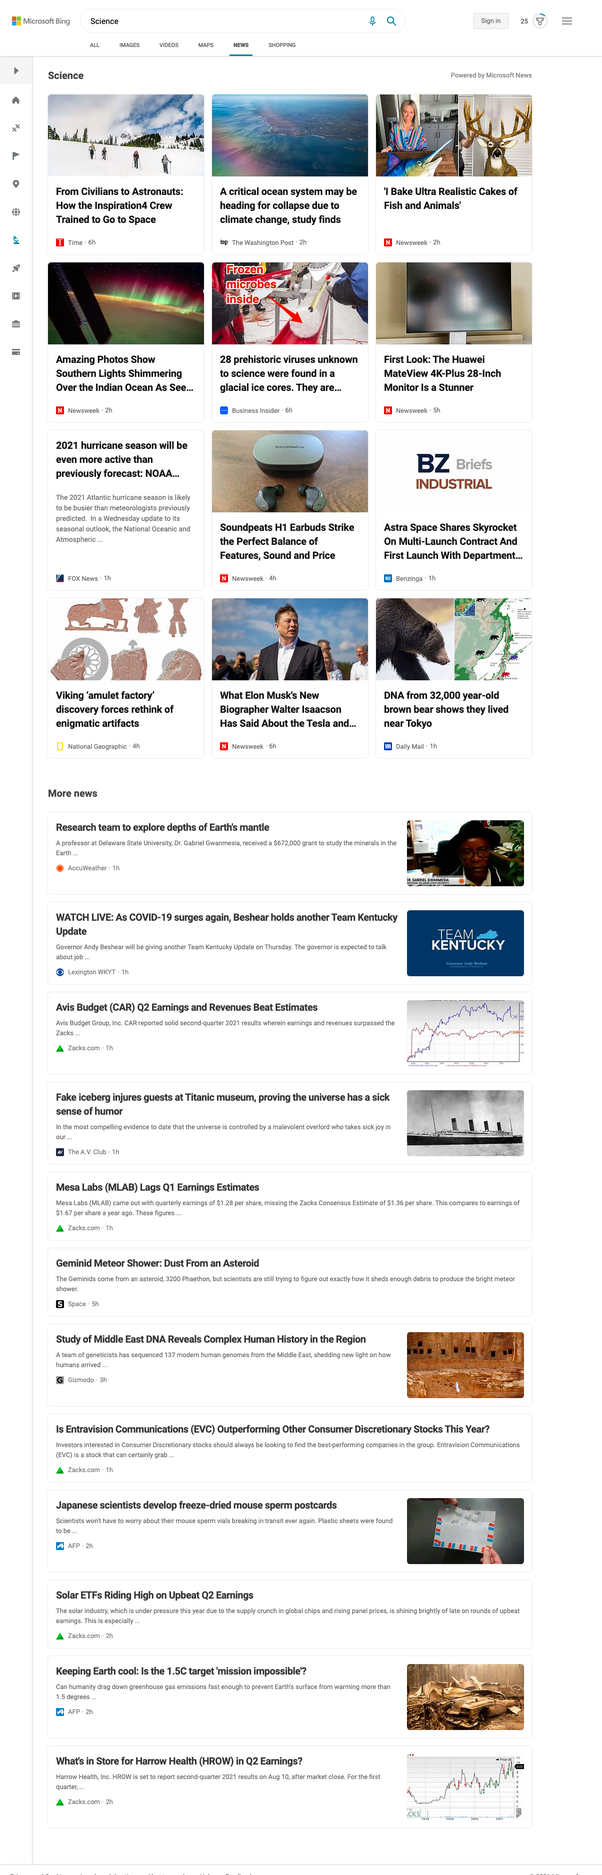 Microsoft Bing
Science
Sign in
25
ALL
IMAGES
VIDEOS
MAPS
NEWS
SHOPPING
Science
Powered by Microsoft News
From Civilians to Astronauts:
How the Inspiration4 Crew
Trained to Go to Space
Time · 6h
A critical ocean system may be
heading for collapse due to
climate change, study finds
The Washington Post · 2h
'I Bake Ultra Realistic Cakes of
Fish and Animals'
Newsweek · 2h
Amazing Photos Show
Southern Lights Shimmering
Over the Indian Ocean As See...
Newsweek · 2h
Frozen
microbes
inside
28 prehistoric viruses unknown
to science were found in a
glacial ice cores. They are...
Business Insider · 6h
First Look: The Huawei
MateView 4K-Plus 28-Inch
Monitor Is a Stunner
Newsweek · 5h
2021 hurricane season will be
even more active than
previously forecast: NOAA...
The 2021 Atlantic hurricane season is likely
to be busier than meteorologists previously
predicted. In a Wednesday update to its
seasonal outlook, the National Oceanic and
Atmospheric ...
FOX News · 1h
Soundpeats H1 Earbuds Strike
the Perfect Balance of
Features, Sound and Price
Newsweek · 4h
BZ Briefs
INDUSTRIAL
Astra Space Shares Skyrocket
On Multi-Launch Contract And
First Launch With Department...
Benzinga · 1h
Viking ‘amulet factory’
discovery forces rethink of
enigmatic artifacts
National Geographic · 4h
What Elon Musk's New
Biographer Walter Isaacson
Has Said About the Tesla and...
Newsweek · 6h
DNA from 32,000 year-old
brown bear shows they lived
near Tokyo
Daily Mail · 1h
More news
Research team to explore depths of Earth's mantle
A professor at Delaware State University, Dr. Gabriel Gwanmesia, received a $672,000 grant to study the minerals in the
Earth ...
AccuWeather · 1h
DR. GABRIEL GWANMESIA
WATCH LIVE: As COVID-19 surges again, Beshear holds another Team Kentucky
Update
Governor Andy Beshear will be giving another Team Kentucky Update on Thursday. The governor is expected to talk
about job ...
Lexington WKYT · 1h
TEAM
KENTUCKY
Avis Budget (CAR) Q2 Earnings and Revenues Beat Estimates
Avis Budget Group, Inc. CAR reported solid second-quarter 2021 results wherein earnings and revenues surpassed the
Zacks ...
Zacks.com · 1h
Fake iceberg injures guests at Titanic museum, proving the universe has a sick
sense of humor
In the most compelling evidence to date that the universe is controlled by a malevolent overlord who takes sick joy in
our ...
The A.V. Club · 1h
Mesa Labs (MLAB) Lags Q1 Earnings Estimates
Mesa Labs (MLAB) came out with quarterly earnings of $1.28 per share, missing the Zacks Consensus Estimate of $1.36 per share. This compares to earnings of
$1.67 per share a year ago. These figures ...
Zacks.com · 1h
Geminid Meteor Shower: Dust From an Asteroid
The Geminids come from an asteroid, 3200 Phaethon, but scientists are still trying to figure out exactly how it sheds enough debris to produce the bright meteor
shower.
Space · 5h
Study of Middle East DNA Reveals Complex Human History in the Region
A team of geneticists has sequenced 137 modern human genomes from the Middle East, shedding new light on how
humans arrived ...
Gizmodo · 3h
Is Entravision Communications (EVC) Outperforming Other Consumer Discretionary Stocks This Year?
Investors interested in Consumer Discretionary stocks should always be looking to find the best-performing companies in the group. Entravision Communications
(EVC) is a stock that can certainly grab ...
Zacks.com · 1h
Japanese scientists develop freeze-dried mouse sperm postcards
Scientists won't have to worry about their mouse sperm vials breaking in transit ever again. Plastic sheets were found
to be ...
AFP · 2h
Solar ETFs Riding High on Upbeat Q2 Earnings
The solar industry, which is under pressure this year due to the supply crunch in global chips and rising panel prices, is shining brightly of late on rounds of upbeat
earnings. This is especially ...
Zacks.com · 2h
Keeping Earth cool: Is the 1.5C target 'mission impossible'?
Can humanity drag down greenhouse gas emissions fast enough to prevent Earth's surface from warming more than
1.5 degrees ...
AFP · 2h
What's in Store for Harrow Health (HROW) in Q2 Earnings?
Harrow Health, Inc. HROW is set to report second-quarter 2021 results on Aug 10, after market close. For the first
quarter, ...
Zacks.com · 2h